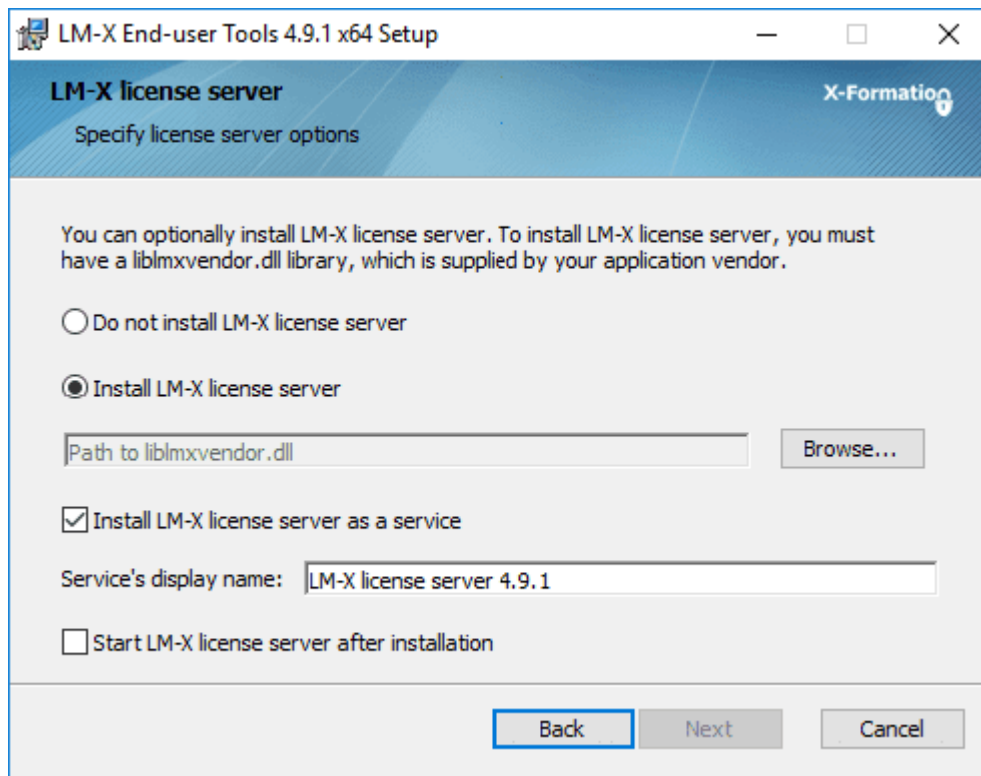 LM-X End-user Tools 4.9.1 x64 Setup
LM-X license server
X-Formation
Specify license server options
You can optionally install LM-X license server. To install LM-X license server, you must
have a liblmxvendor.dll library, which is supplied by your application vendor.
Do not install LM-X license server
Install LM-X license server
Path to liblmxvendor.dll
Browse...
Install LM-X license server as a service
Service's display name:
LM-X license server 4.9.1
Start LM-X license server after installation
Back
Next
Cancel